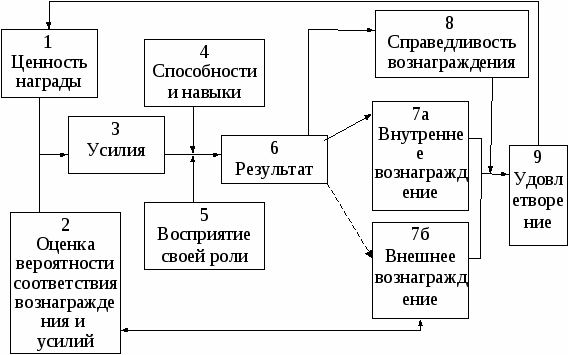 1
Ценность
награды
2
Оценка
вероятности
соответствия
вознагражде
ния и
усилий
3
Усилия
4
Способности
и навыки
5
Восприятие
своей роли
6
Результат
7а
Внутренне
е
вознагражд
ение
7б
Внешнее
вознагражд
ение
8
Справедливость
вознаграждения
9
Удовл
етворе
ние